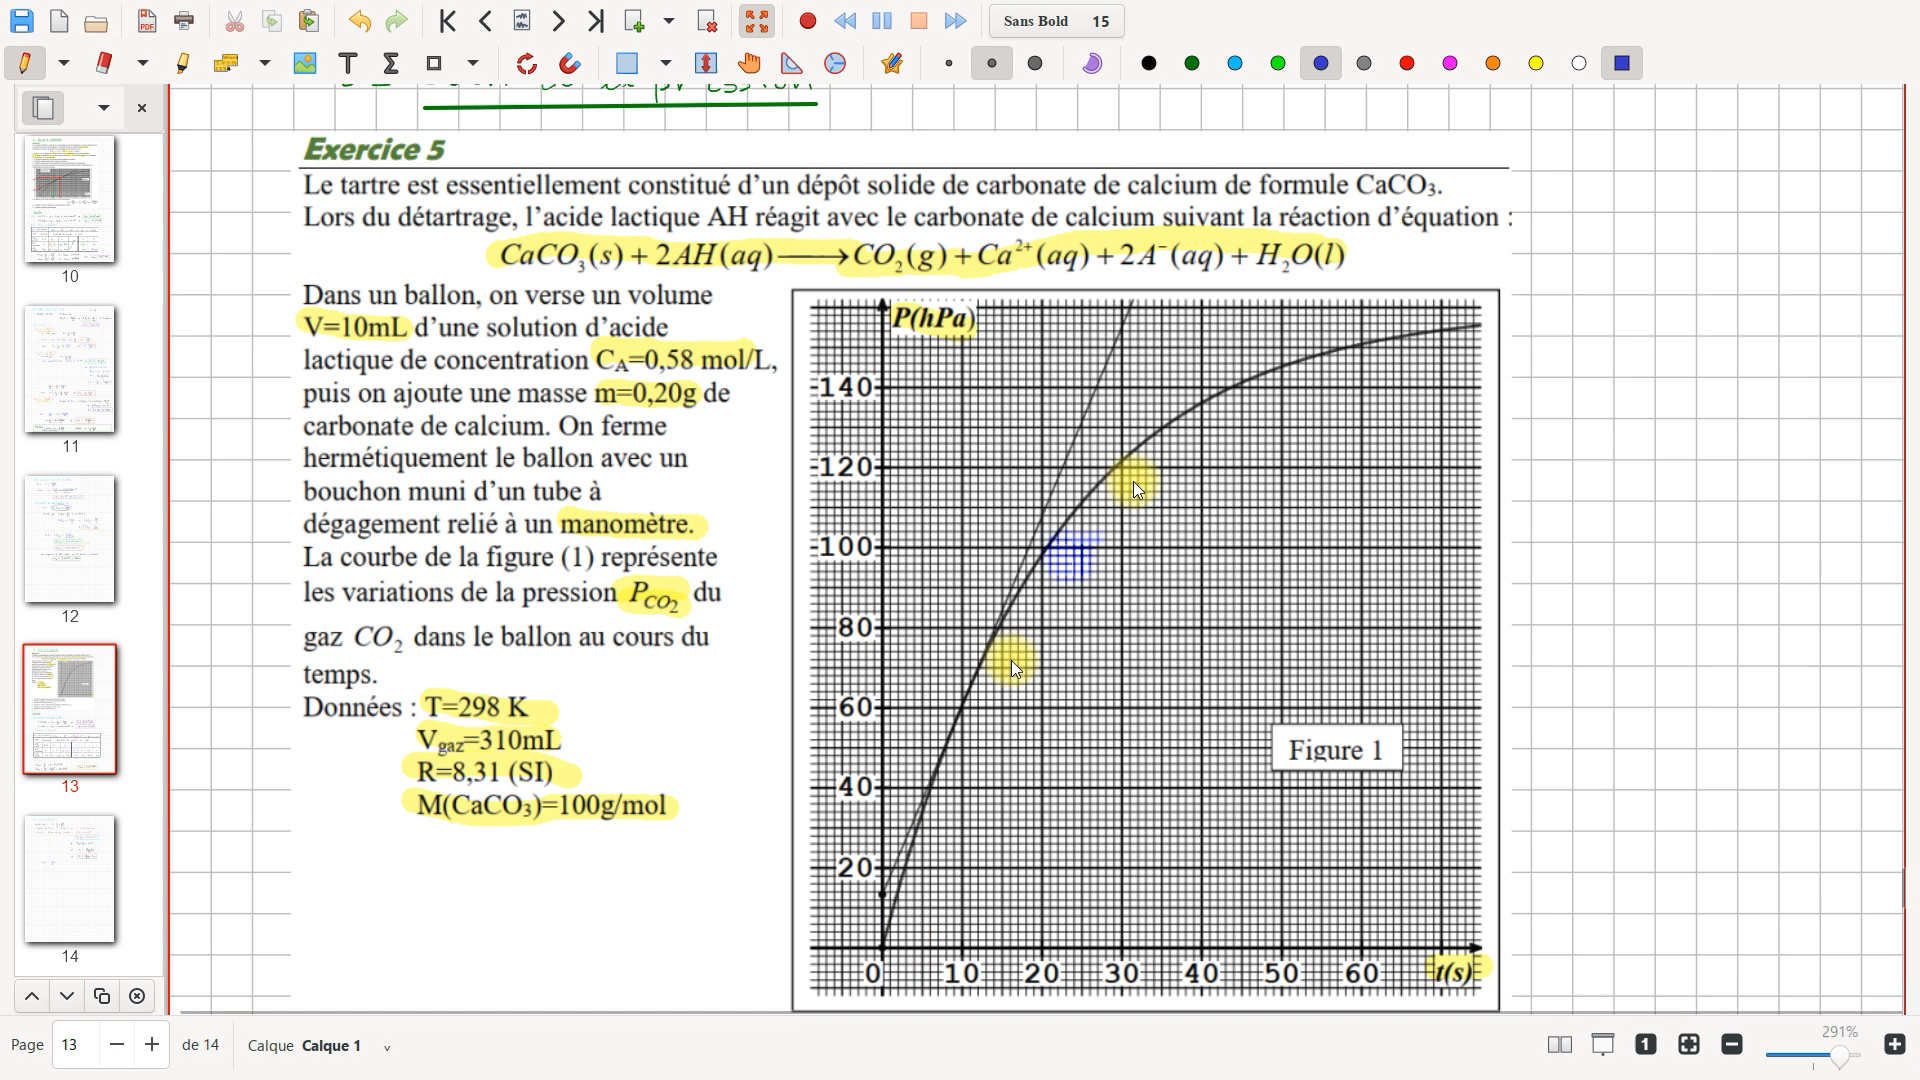 Sans Bold 15
Exercice 5
Le tartre est essentiellement constitué d'un dépôt solide de carbonate de calcium de formule CaCO₃.
Lors du détartrage, l'acide lactique AH réagit avec le carbonate de calcium suivant la réaction d'équation :
CaCO₃(s) + 2AH(aq) ⟶ CO₂(g) + Ca²⁺(aq) + 2A⁻(aq) + H₂O(l)
Dans un ballon, on verse un volume
V=10mL d'une solution d'acide
lactique de concentration C_A=0,58 mol/L,
puis on ajoute une masse m=0,20g de
carbonate de calcium. On ferme
hermétiquement le ballon avec un
bouchon muni d'un tube à
dégagement relié à un manomètre.
La courbe de la figure (1) représente
les variations de la pression P_CO₂ du
gaz CO₂ dans le ballon au cours du
temps.
Données : T=298 K
V_gaz=310mL
R=8,31 (SI)
M(CaCO₃)=100g/mol
P(hPa)
140
120
100
80
60
40
20
0 10 20 30 40 50 60 t(s)
Figure 1
10
11
12
13
14
Page 13 de 14 Calque Calque 1
291%